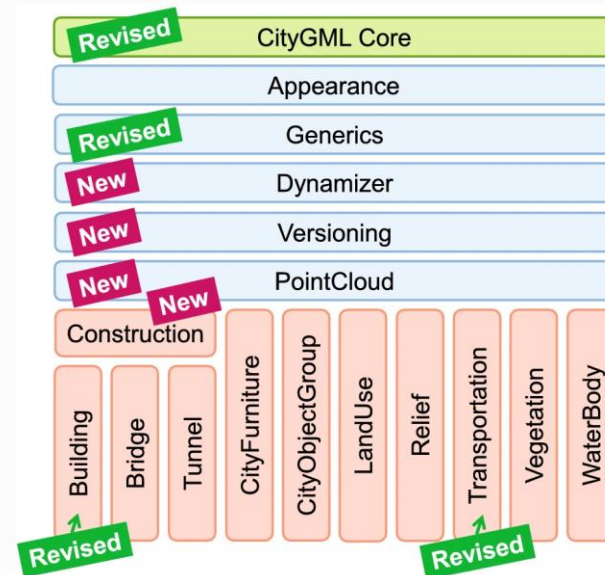 Revised
CityGML Core
Appearance
Revised
Generics
New
Dynamizer
New
Versioning
New
PointCloud
New
Construction
Building
Bridge
Tunnel
CityFurniture
CityObjectGroup
LandUse
Relief
Transportation
Vegetation
WaterBody
Revised
Revised